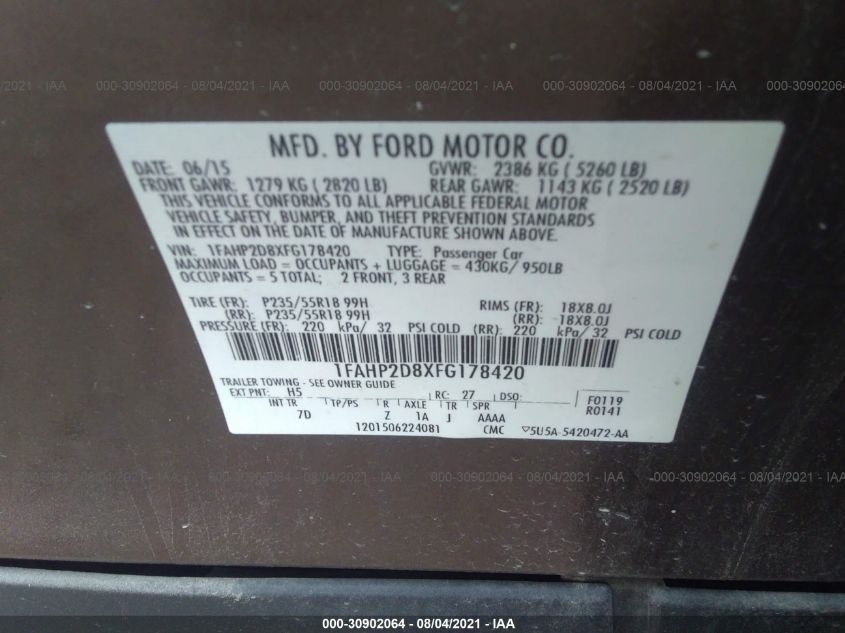 000-30902064 - 08/04/2021 - IAA
MFD. BY FORD MOTOR CO.
DATE: 06/15 GVWR: 2386 KG ( 5260 LB)
FRONT GAWR: 1279 KG ( 2820 LB) REAR GAWR: 1143 KG ( 2520 LB)
THIS VEHICLE CONFORMS TO ALL APPLICABLE FEDERAL MOTOR
VEHICLE SAFETY, BUMPER, AND THEFT PREVENTION STANDARDS
IN EFFECT ON THE DATE OF MANUFACTURE SHOWN ABOVE.
VIN: 1FAHP2D8XFG178420 TYPE: Passenger Car
MAXIMUM LOAD = OCCUPANTS + LUGGAGE = 430KG/ 950LB
OCCUPANTS = 5 TOTAL; 2 FRONT, 3 REAR
TIRE (FR): P235/55R18 99H RIMS (FR): 18X8.0J
(RR): P235/55R18 99H (RR): 18X8.0J
PRESSURE (FR): 220 kPa/ 32 PSI COLD (RR): 220 kPa/ 32 PSI COLD
1FAHP2D8XFG178420
TRAILER TOWING - SEE OWNER GUIDE
EXT PNT: H5 RC: 27 DSO: F0119
INT TR TP/PS R AXLE TR SPR R0141
7D Z 1A J AAAA
1201506224081 CMC ▽5U5A-5420472-AA
000-30902064 - 08/04/2021 - IAA